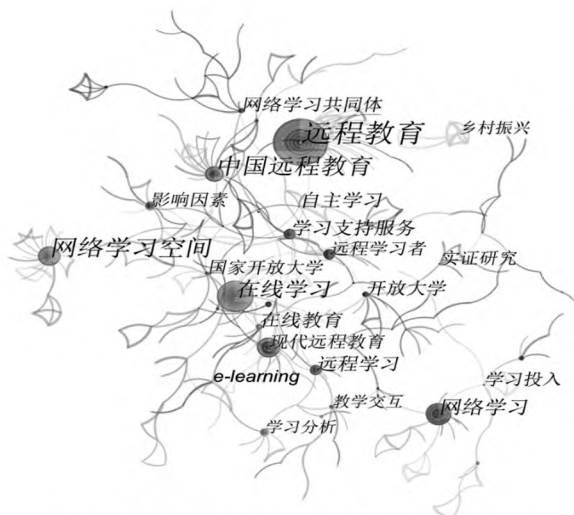 网络学习共同体
远程教育
乡村振兴
中国远程教育
影响因素
自主学习
学习支持服务
网络学习空间
远程学习者
实证研究
国家开放大学
在线学习
开放大学
在线教育
现代远程教育
远程学习
e-learning
学习投入
教学交互
网络学习
学习分析